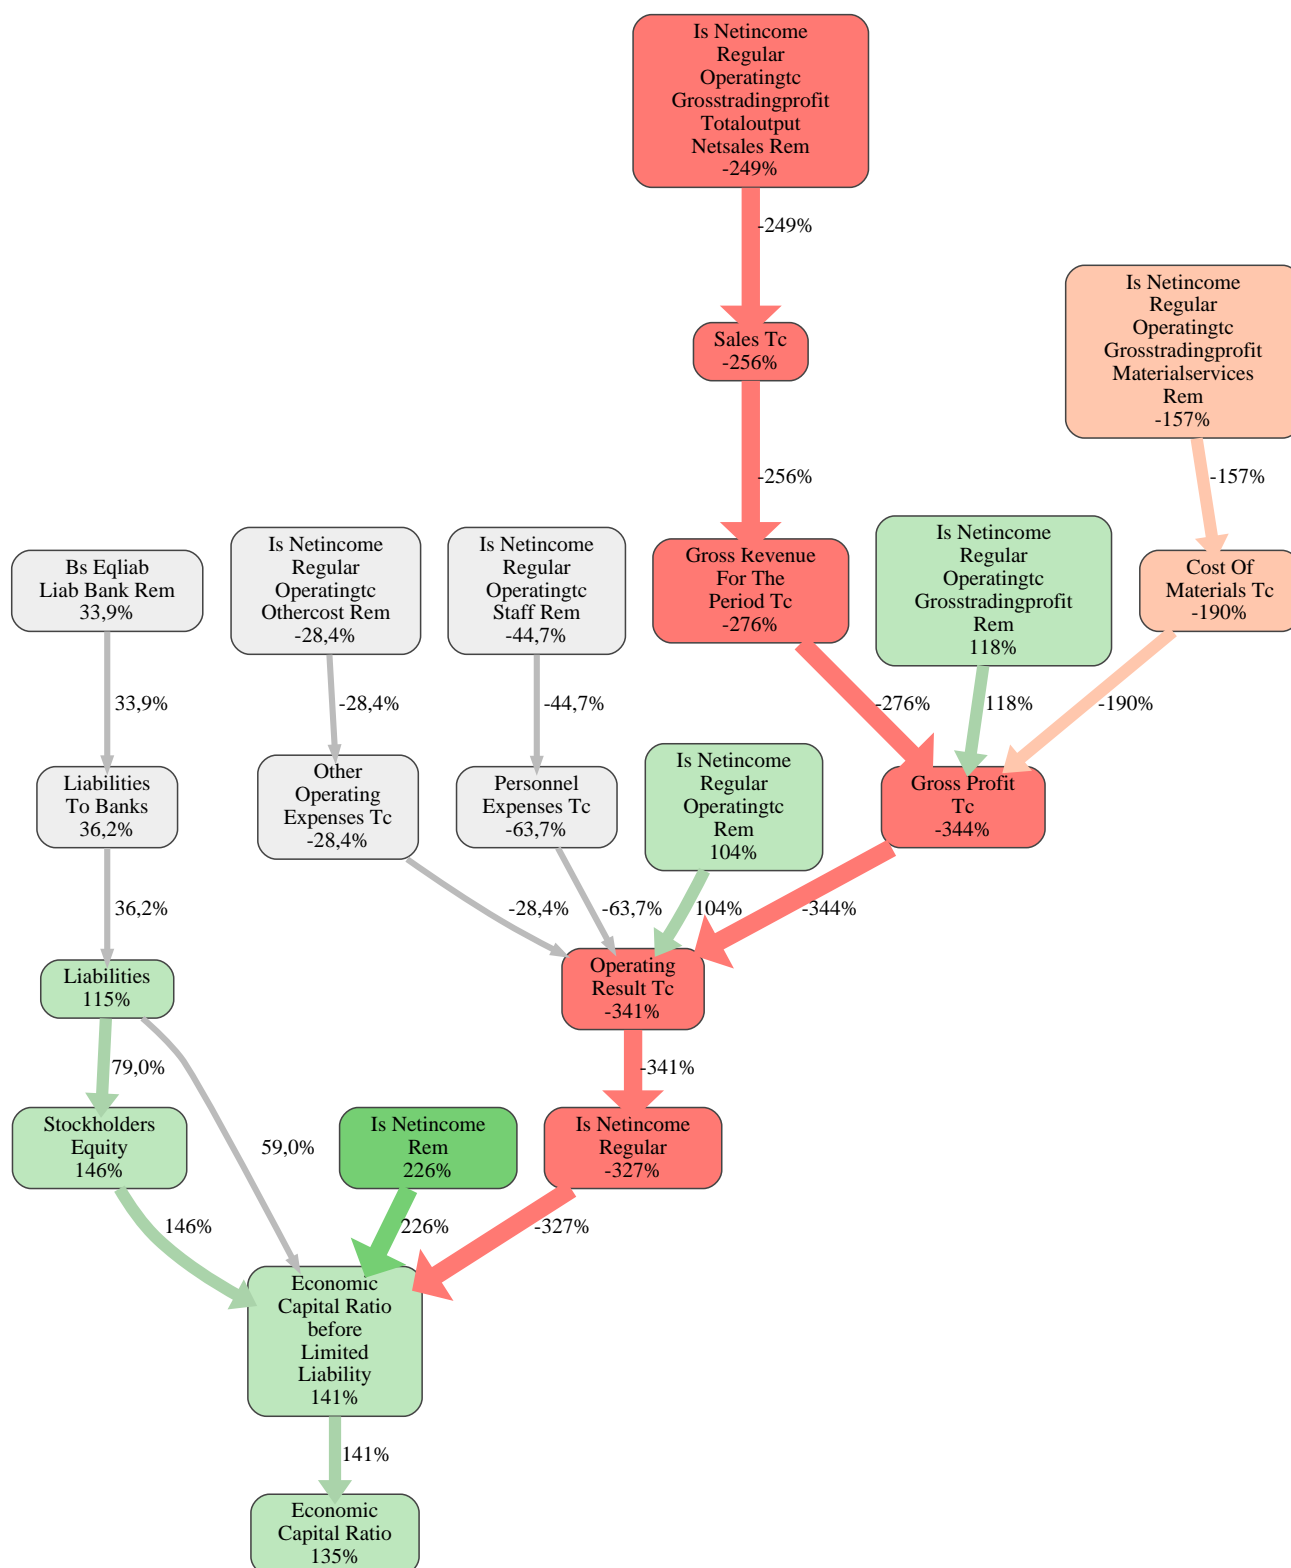 Is Netincome
Regular
Operatingtc
Grosstradingprofit
Totaloutput
Netsales Rem
-249%
-249%
Is Netincome
Regular
Operatingtc
Grosstradingprofit
Materialservices
Rem
-157%
Sales Tc
-256%
-256%
-157%
Bs Eqliab
Liab Bank Rem
33,9%
Is Netincome
Regular
Operatingtc
Othercost Rem
-28,4%
Is Netincome
Regular
Operatingtc
Staff Rem
-44,7%
Gross Revenue
For The
Period Tc
-276%
Is Netincome
Regular
Operatingtc
Grosstradingprofit
Rem
118%
Cost Of
Materials Tc
-190%
33,9%
-28,4%
-44,7%
-276%
118%
-190%
Liabilities
To Banks
36,2%
Other
Operating
Expenses Tc
-28,4%
Personnel
Expenses Tc
-63,7%
Is Netincome
Regular
Operatingtc
Rem
104%
Gross Profit
Tc
-344%
36,2%
-28,4%
-63,7%
104%
-344%
Liabilities
115%
Operating
Result Tc
-341%
79,0%
-341%
Stockholders
Equity
146%
59,0%
Is Netincome
Rem
226%
Is Netincome
Regular
-327%
146%
226%
-327%
Economic
Capital Ratio
before
Limited
Liability
141%
141%
Economic
Capital Ratio
135%